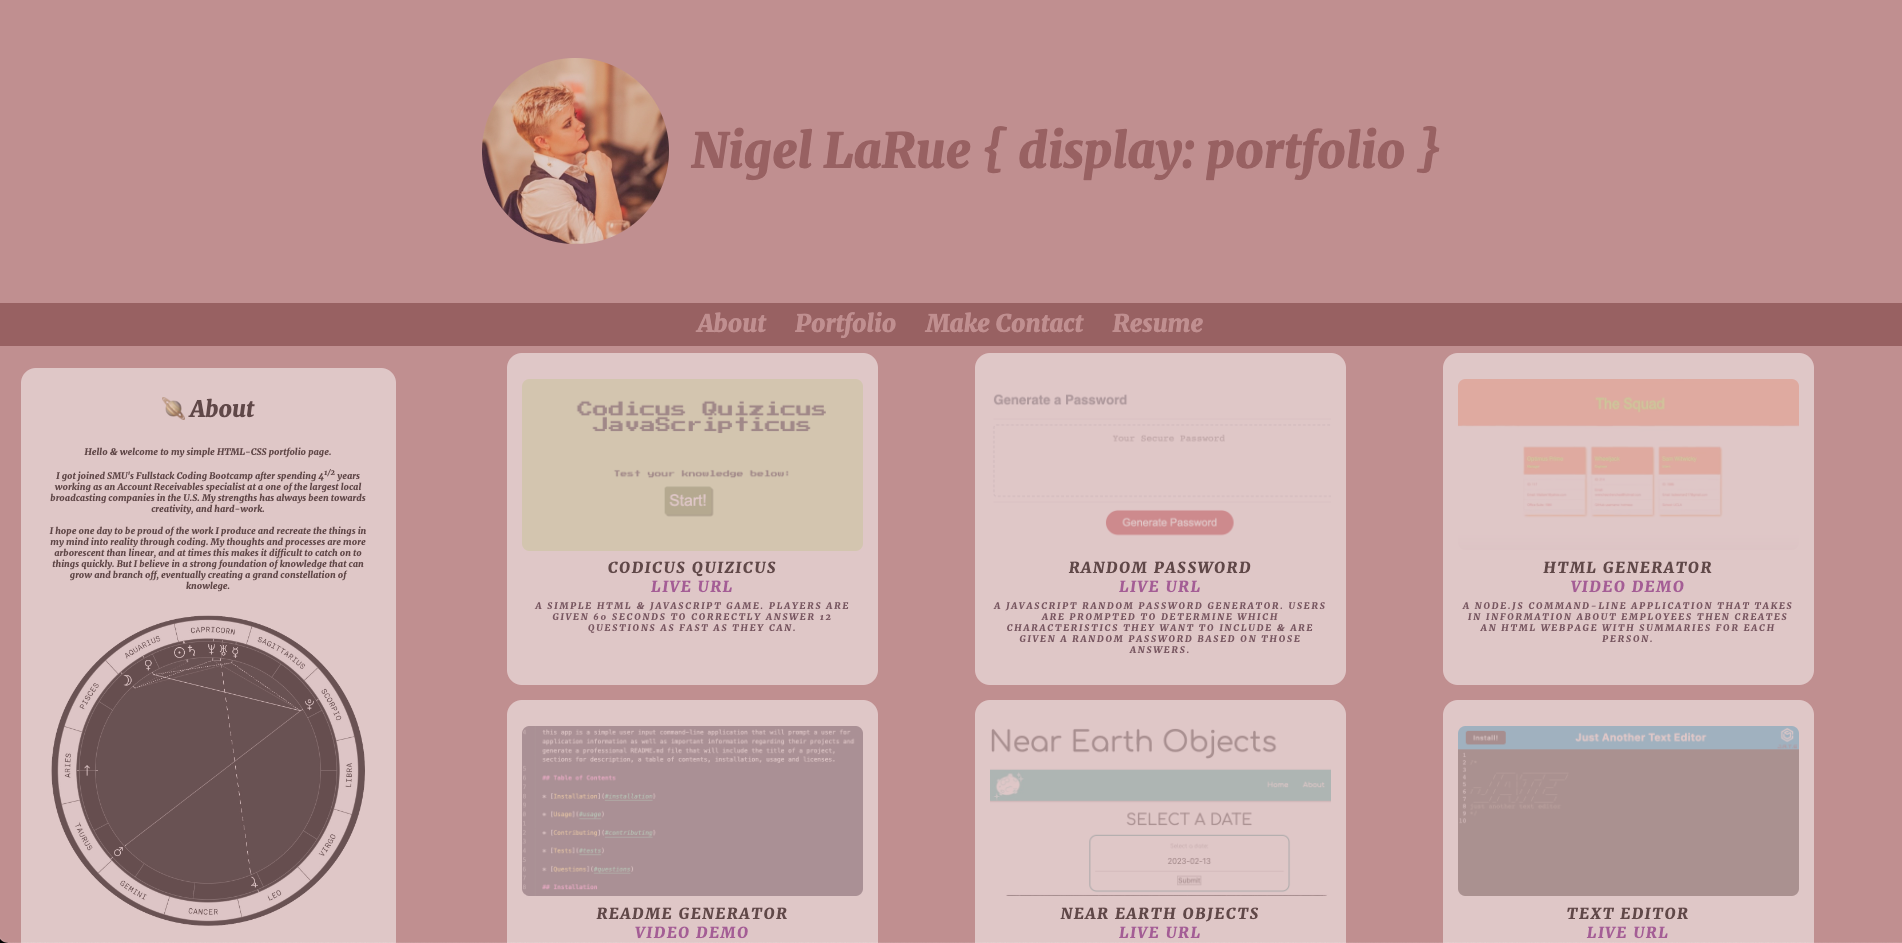 Nigel LaRue { display: portfolio }
About Portfolio Make Contact Resume
About
Hello & welcome to my simple HTML-CSS portfolio page.
I got joined SMU's Fullstack Coding Bootcamp after spending 4 1/2 years
working as an Account Receivables specialist at a one of the largest local
broadcasting companies in the U.S. My strengths has always been towards
creativity, and hard-work.
I hope one day to be proud of the work I produce and recreate the things in
my mind into reality through coding. My thoughts and processes are more
arborescent than linear, and at times this makes it difficult to catch on to
things quickly. But I believe in a strong foundation of knowledge that can
grow and branch off, eventually creating a grand constellation of
knowlege.
CAPRICORN
SAGITTARIUS
SCORPIO
LIBRA
VIRGO
LEO
CANCER
GEMINI
TAURUS
ARIES
PISCES
AQUARIUS
Codicus Quizicus
JavaScripticus
Test your knowledge below!
Start!
CODICUS QUIZICUS
LIVE URL
A SIMPLE HTML & JAVASCRIPT GAME. PLAYERS ARE
GIVEN 60 SECONDS TO CORRECTLY ANSWER 12
QUESTIONS AS FAST AS THEY CAN.
Generate a Password
Your Secure Password
Generate Password
RANDOM PASSWORD
LIVE URL
A JAVASCRIPT RANDOM PASSWORD GENERATOR. USERS
ARE PROMPTED TO DETERMINE WHICH
CHARACTERISTICS THEY WANT TO INCLUDE & ARE
GIVEN A RANDOM PASSWORD BASED ON THOSE
ANSWERS.
The Squad
HTML GENERATOR
VIDEO DEMO
A NODE.JS COMMAND-LINE APPLICATION THAT TAKES
IN INFORMATION ABOUT EMPLOYEES THEN CREATES
AN HTML WEBPAGE WITH SUMMARIES FOR EACH
PERSON.
this app is a simple user input command-line application that will prompt a user for
application information as well as important information regarding their projects and
generate a professional README.md file that will include the title of a project,
sections for description, a table of contents, installation, usage and licenses.
## Table of Contents
* [Installation](#installation)
* [Usage](#usage)
* [Contributing](#contributing)
* [Tests](#tests)
* [Questions](#questions)
## Installation
README GENERATOR
VIDEO DEMO
Near Earth Objects
Home About
SELECT A DATE
2023-02-13
Submit
NEAR EARTH OBJECTS
LIVE URL
Install!
Just Another Text Editor
TEXT EDITOR
LIVE URL